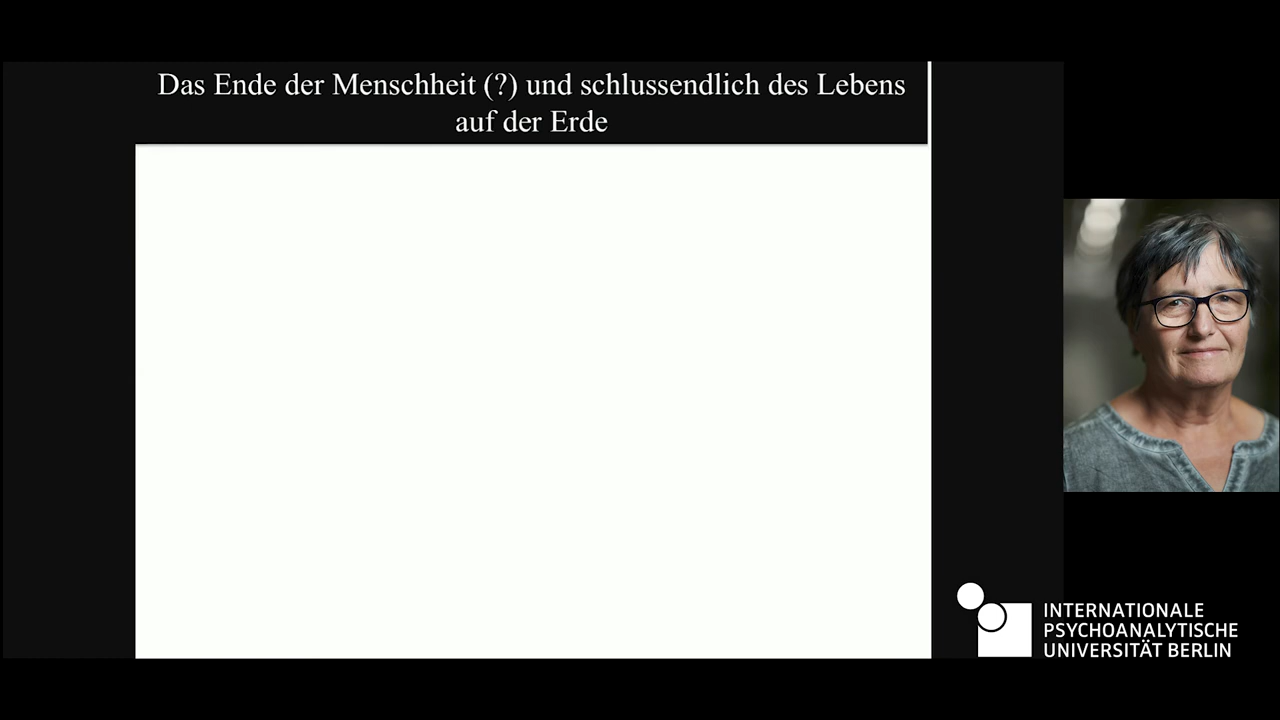 Das Ende der Menschheit (?) und schlussendlich des Lebens
auf der Erde
INTERNATIONALE
PSYCHOANALYTISCHE
UNIVERSITÄT BERLIN